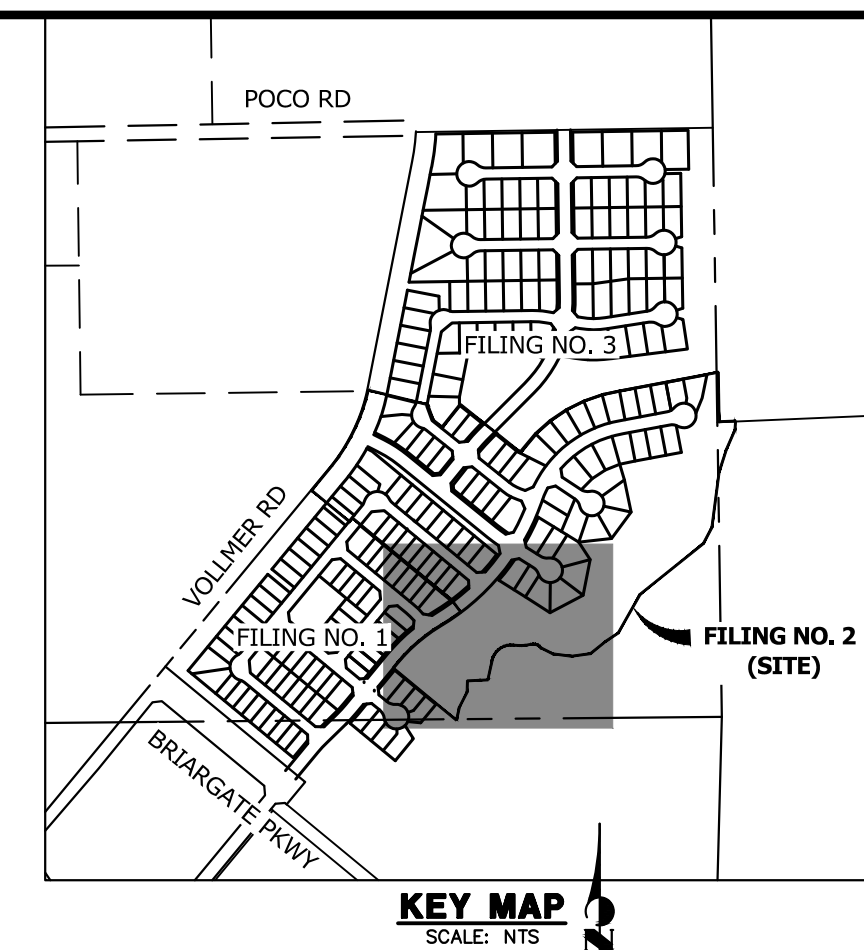 POCO RD
FILING NO. 3
VOLLMER RD
FILING NO. 1
FILING NO. 2
(SITE)
BRIARGATE PKWY
KEY MAP
SCALE: NTS
N